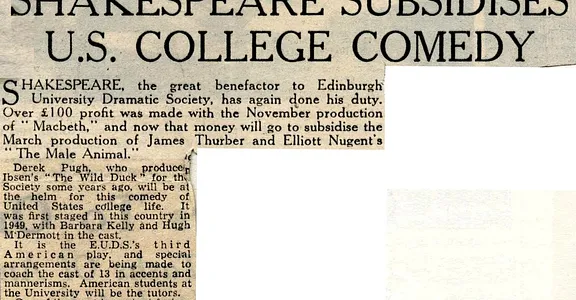 SHAKESPEARE SUBSIDISES
U.S. COLLEGE COMEDY
SHAKESPEARE, the great benefactor to Edinburgh
University Dramatic Society, has again done his duty.
Over £100 profit was made with the November production
of "Macbeth," and now that money will go to subsidise the
March production of James Thurber and Elliott Nugent's
"The Male Animal."
Derek Pugh, who produced
Ibsen's "The Wild Duck" for the
Society some years ago, will be at
the helm for this comedy of
United States college life. It
was first staged in this country in
1949, with Barbara Kelly and Hugh
M'Dermott in the cast.
It is the E.U.D.S.'s third
American play, and special
arrangements are being made to
coach the cast of 13 in accents and
mannerisms. American students at
the University will be the tutors.